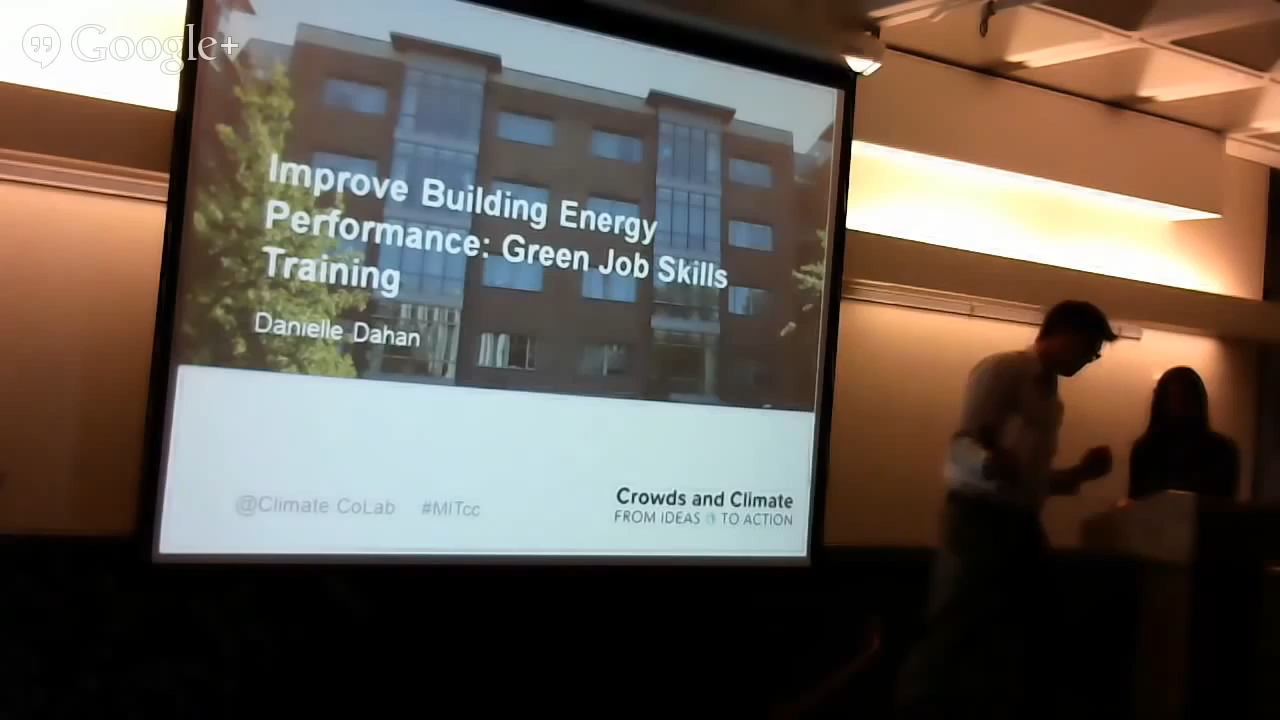 Google+
Improve Building Energy
Performance: Green Job Skills
Training
Danielle Dahan
@Climate CoLab #MITcc
Crowds and Climate
FROM IDEAS TO ACTION